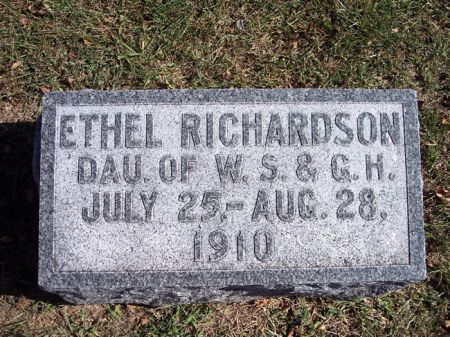 ETHEL RICHARDSON
DAU. OF W. S. & G. H.
JULY 25,-AUG. 28,
1910